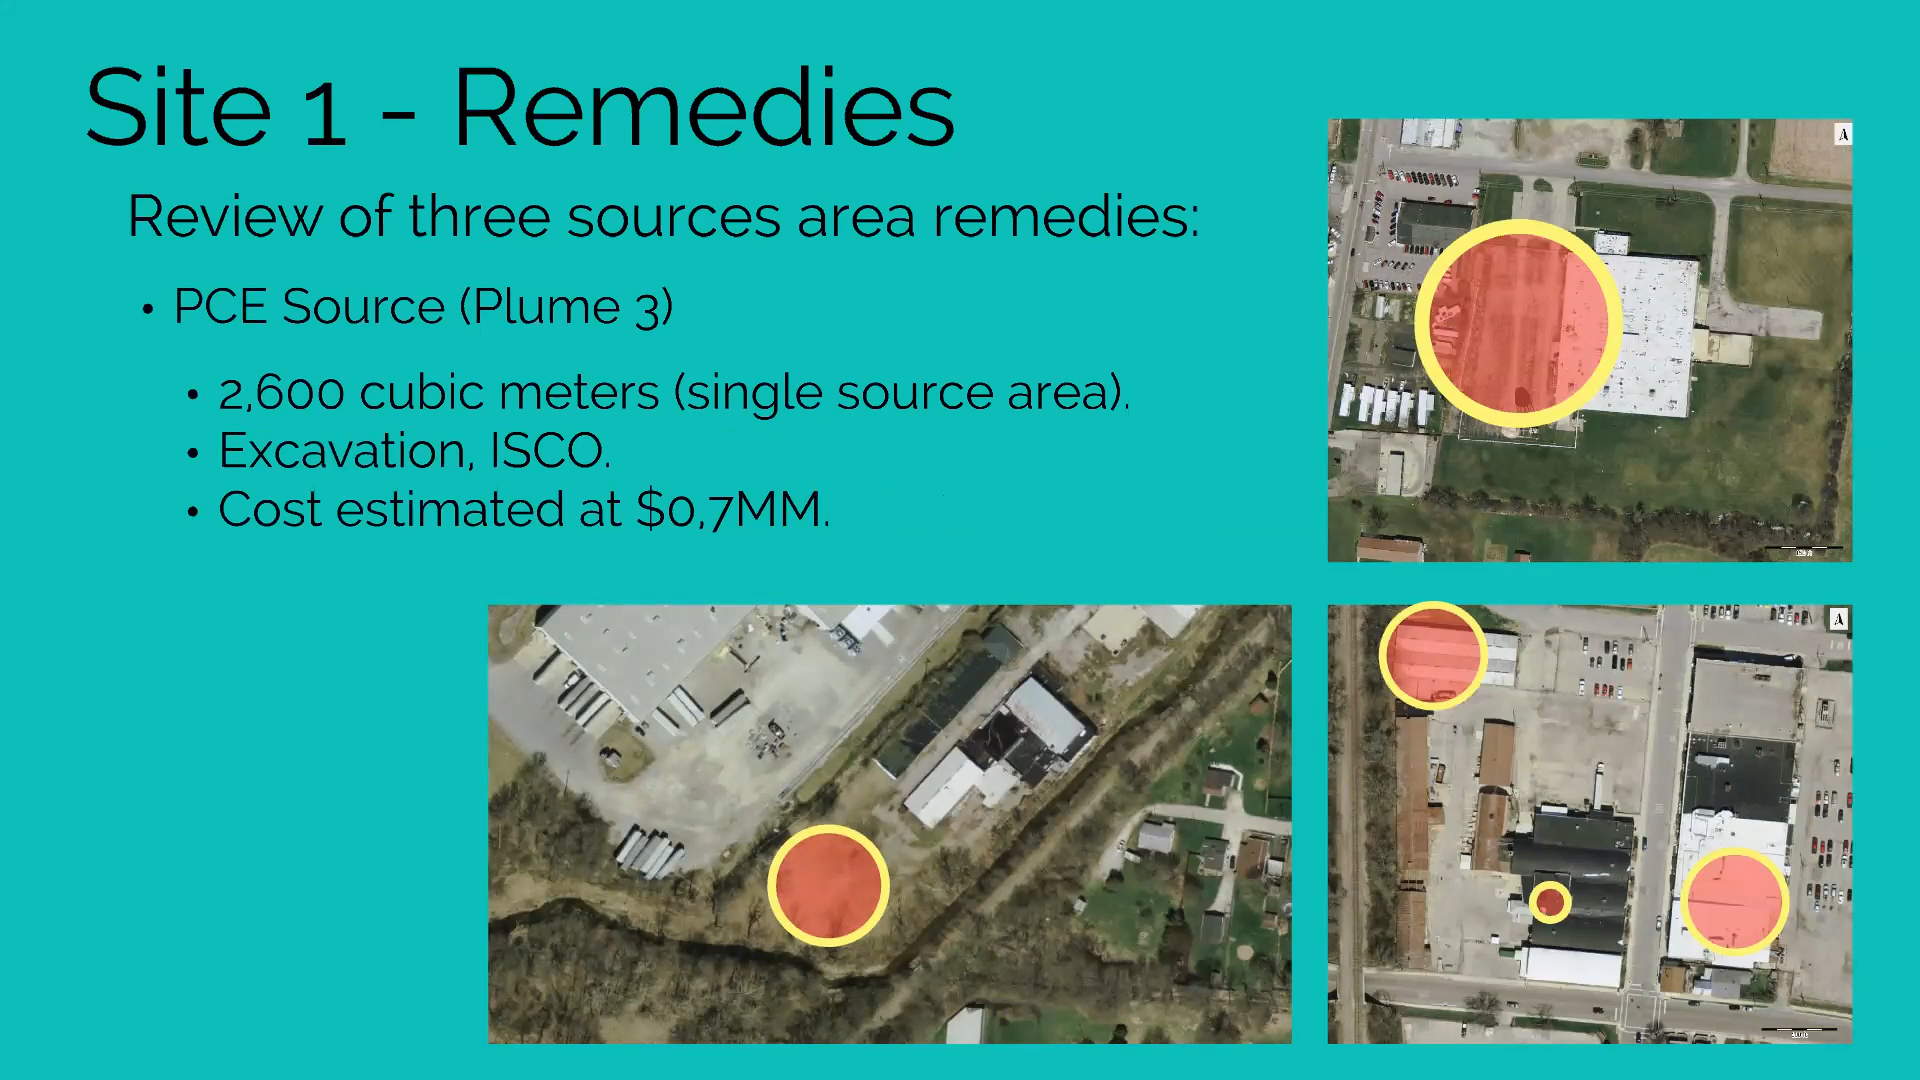 Site 1 - Remedies
Review of three sources area remedies:
• PCE Source (Plume 3)
• 2,600 cubic meters (single source area).
• Excavation, ISCO.
• Cost estimated at $0,7MM.